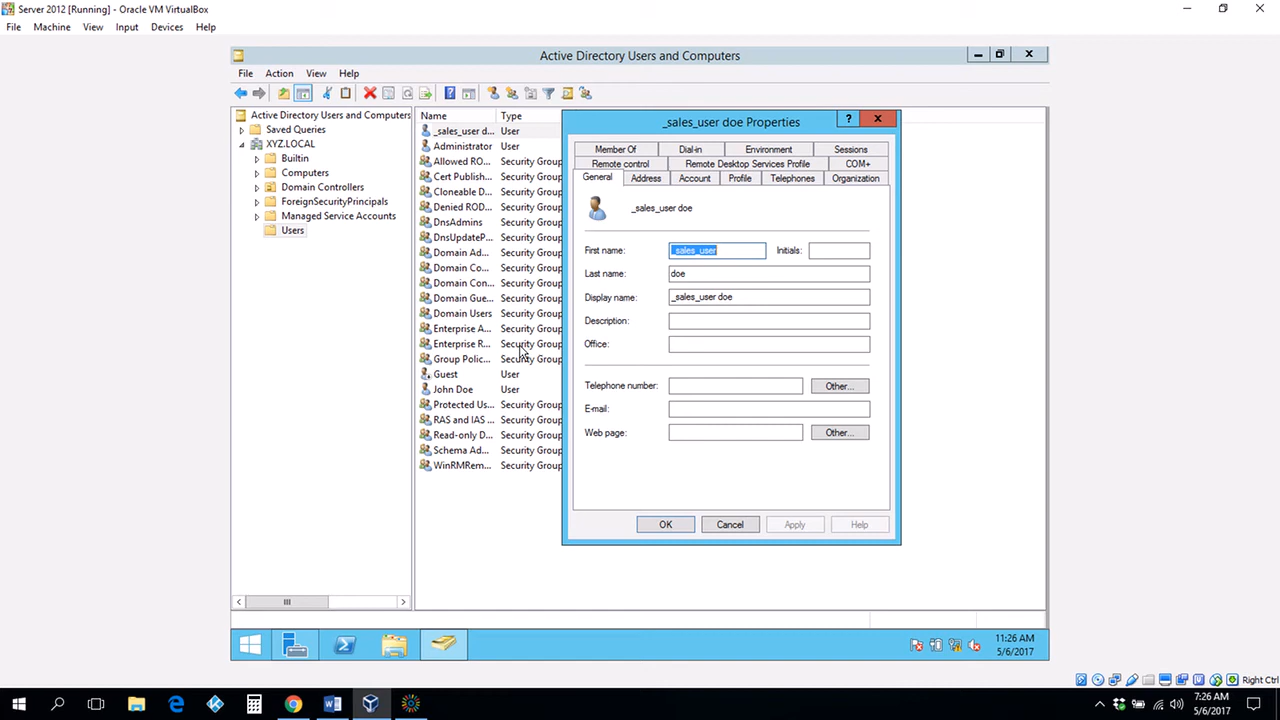 Server 2012 [Running] - Oracle VM VirtualBox
File Machine View Input Devices Help
Active Directory Users and Computers
File Action View Help
Active Directory Users and Computers
Saved Queries
XYZ.LOCAL
Builtin
Computers
Domain Controllers
ForeignSecurityPrincipals
Managed Service Accounts
Users
Name Type
_sales_user d... User
Administrator User
Allowed RO... Security Group
Cert Publish... Security Group
Cloneable D... Security Group
Denied ROD... Security Group
DnsAdmins Security Group
DnsUpdateP... Security Group
Domain Ad... Security Group
Domain Co... Security Group
Domain Con... Security Group
Domain Gue... Security Group
Domain Users Security Group
Enterprise A... Security Group
Enterprise R... Security Group
Group Polic... Security Group
Guest User
John Doe User
Protected Us... Security Group
RAS and IAS ... Security Group
Read-only D... Security Group
Schema Ad... Security Group
WinRMRem... Security Group
_sales_user doe Properties
?
Member Of Dial-in Environment Sessions
Remote control Remote Desktop Services Profile COM+
General Address Account Profile Telephones Organization
_sales_user doe
First name: _sales_user Initials:
Last name: doe
Display name: _sales_user doe
Description:
Office:
Telephone number: Other...
E-mail:
Web page: Other...
OK Cancel Apply Help
11:26 AM
5/6/2017
Right Ctrl
7:26 AM
5/6/2017